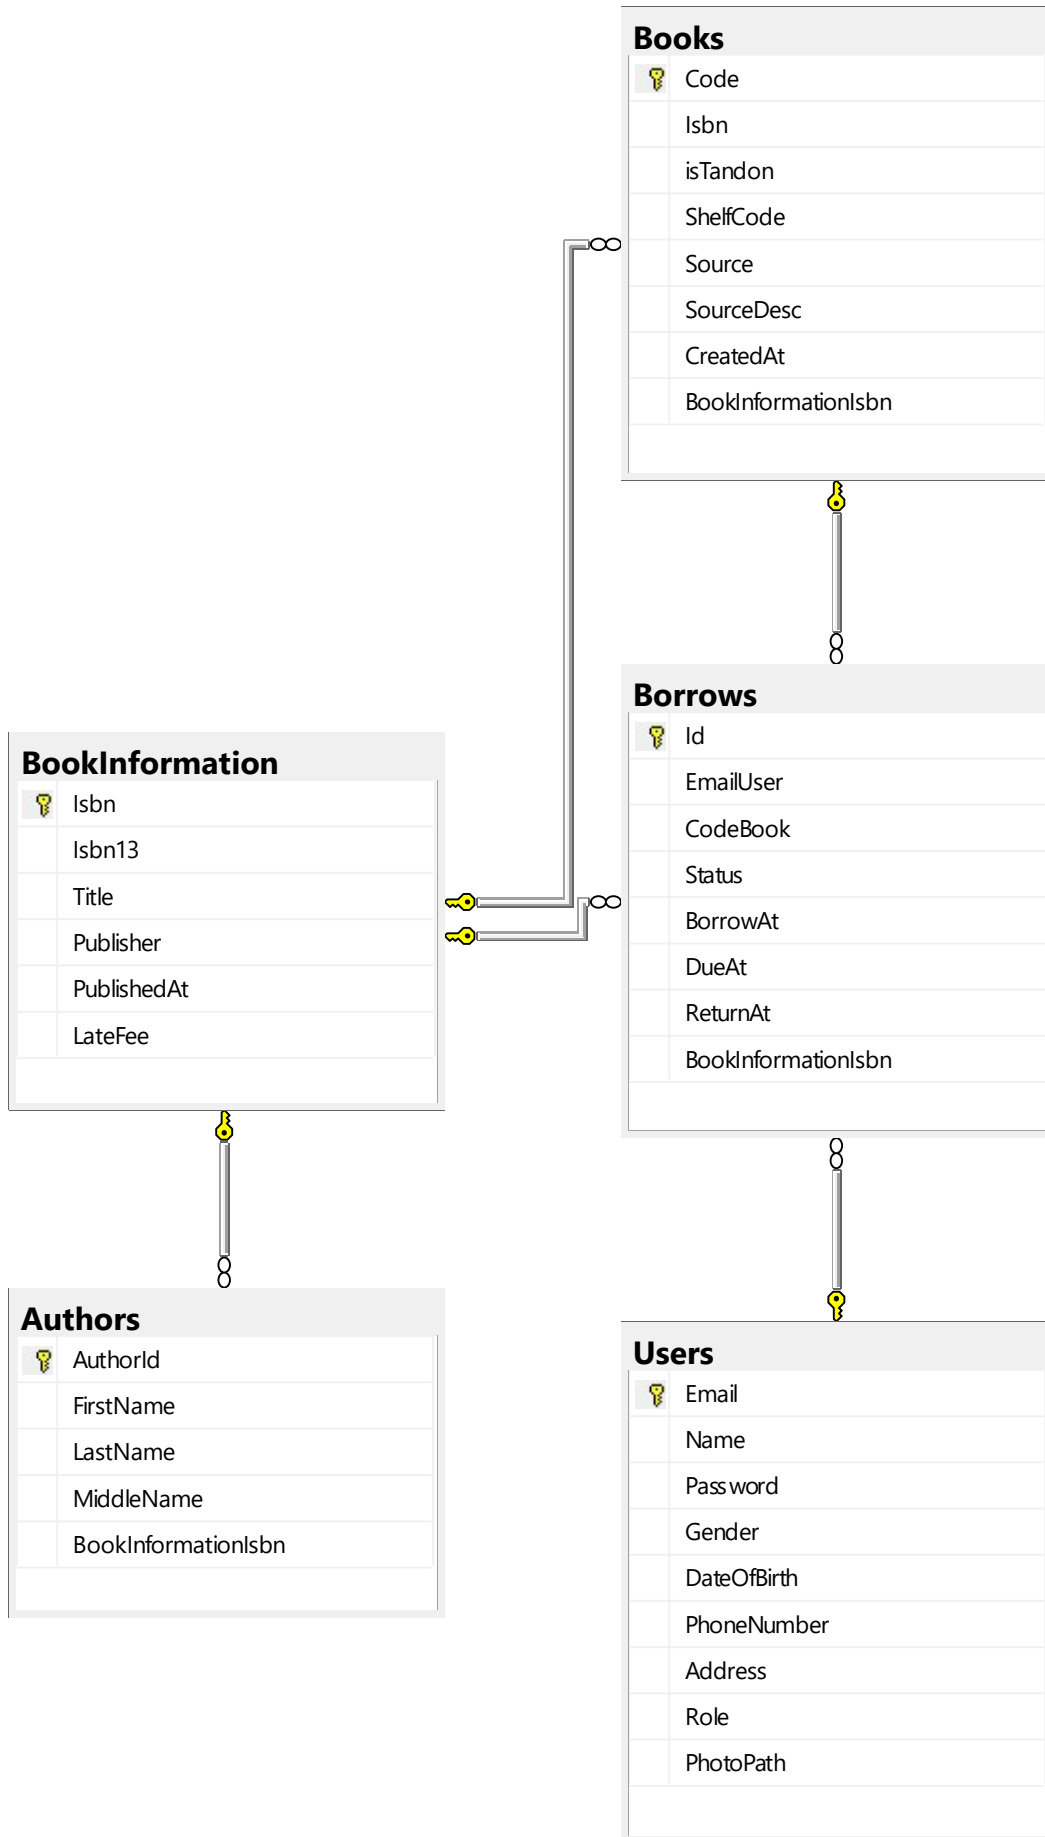 Books
Code
Isbn
isTandon
ShelfCode
Source
SourceDesc
CreatedAt
BookInformationIsbn
Borrows
Id
EmailUser
CodeBook
Status
BorrowAt
DueAt
ReturnAt
BookInformationIsbn
BookInformation
Isbn
Isbn13
Title
Publisher
PublishedAt
LateFee
Authors
AuthorId
FirstName
LastName
MiddleName
BookInformationIsbn
Users
Email
Name
Password
Gender
DateOfBirth
PhoneNumber
Address
Role
PhotoPath